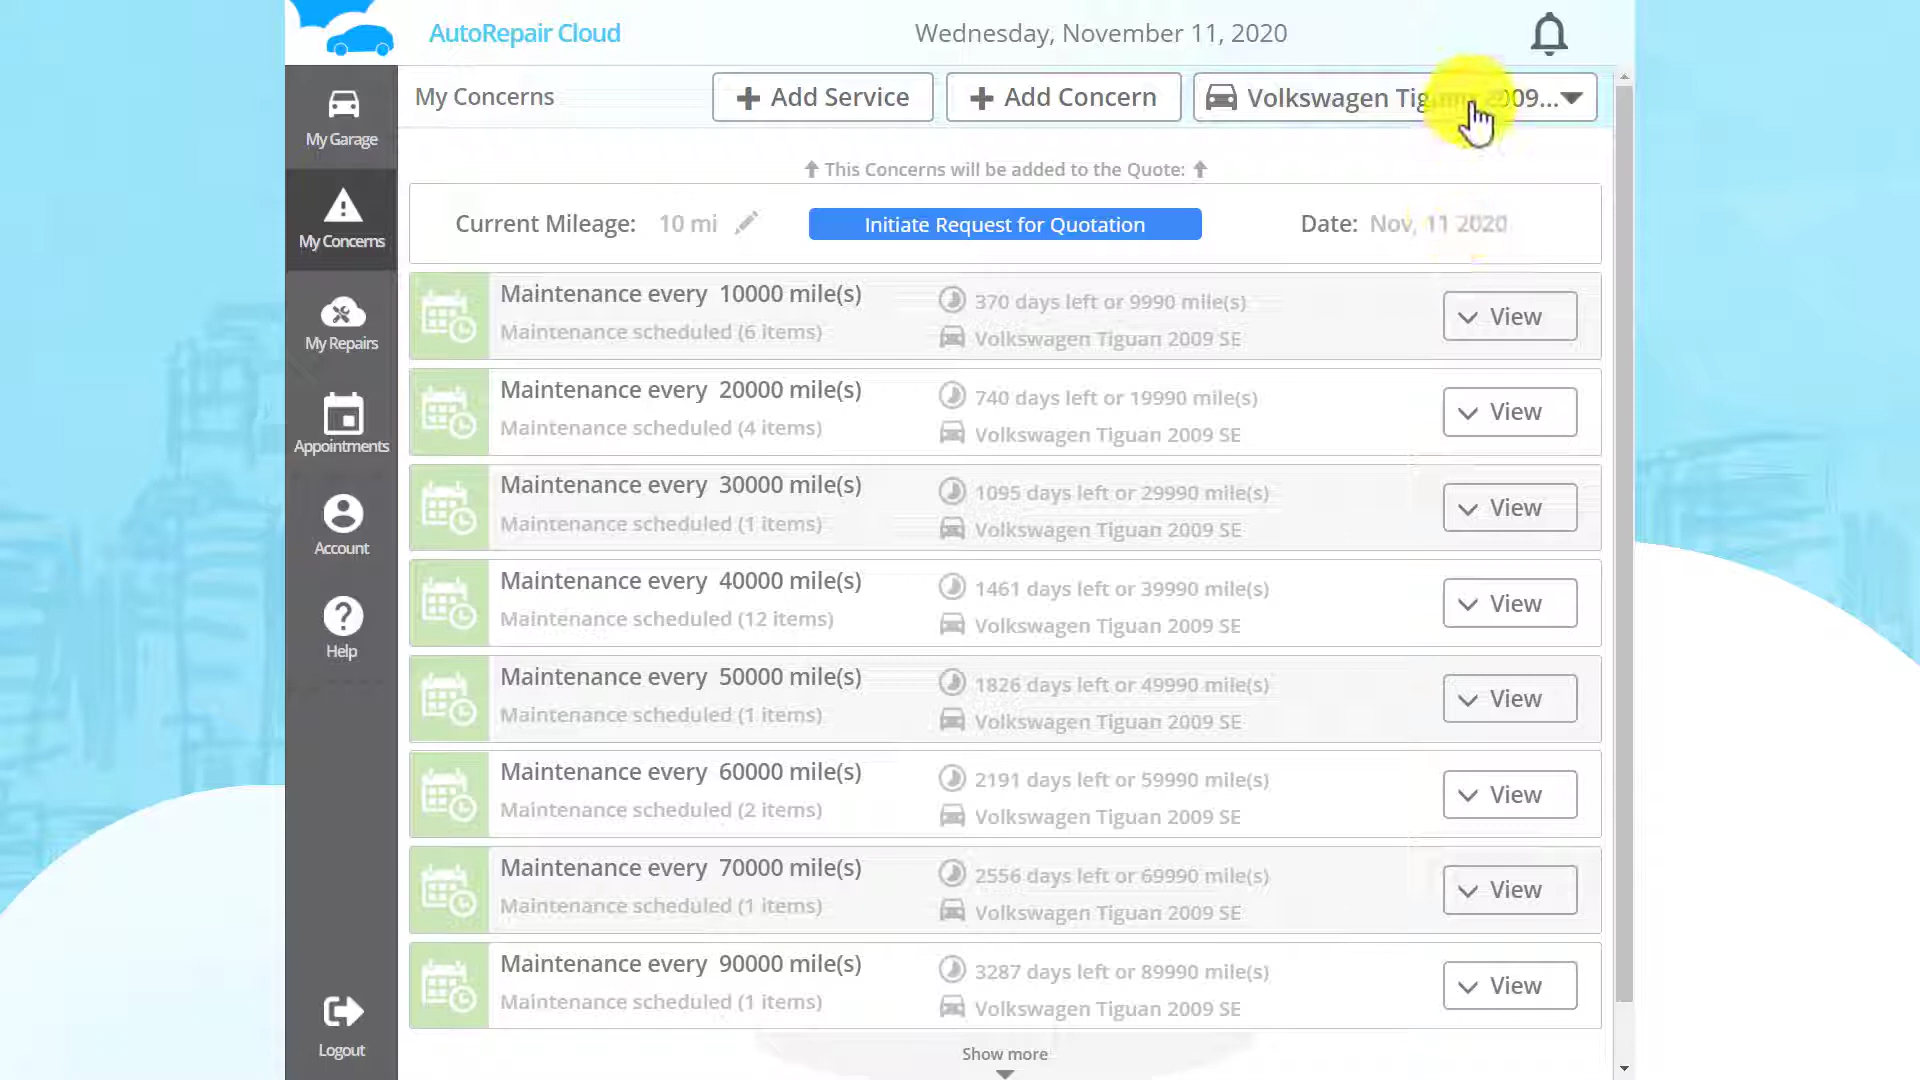 AutoRepair Cloud
Wednesday, November 11, 2020
My Garage
My Concerns
My Repairs
Appointments
Account
Help
Logout
My Concerns
Add Service
Add Concern
Volkswagen 2009...
This Concerns will be added to the Quote:
Current Mileage: 10 mi
Initiate Request for Quotation
Date: Nov, 11 2020
Maintenance every 10000 mile(s)
Maintenance scheduled (6 items)
370 days left or 9990 mile(s)
Volkswagen Tiguan 2009 SE
View
Maintenance every 20000 mile(s)
Maintenance scheduled (4 items)
740 days left or 19990 mile(s)
Volkswagen Tiguan 2009 SE
View
Maintenance every 30000 mile(s)
Maintenance scheduled (1 items)
1095 days left or 29990 mile(s)
Volkswagen Tiguan 2009 SE
View
Maintenance every 40000 mile(s)
Maintenance scheduled (12 items)
1461 days left or 39990 mile(s)
Volkswagen Tiguan 2009 SE
View
Maintenance every 50000 mile(s)
Maintenance scheduled (1 items)
1826 days left or 49990 mile(s)
Volkswagen Tiguan 2009 SE
View
Maintenance every 60000 mile(s)
Maintenance scheduled (2 items)
2191 days left or 59990 mile(s)
Volkswagen Tiguan 2009 SE
View
Maintenance every 70000 mile(s)
Maintenance scheduled (1 items)
2556 days left or 69990 mile(s)
Volkswagen Tiguan 2009 SE
View
Maintenance every 90000 mile(s)
Maintenance scheduled (1 items)
3287 days left or 89990 mile(s)
Volkswagen Tiguan 2009 SE
View
Show more